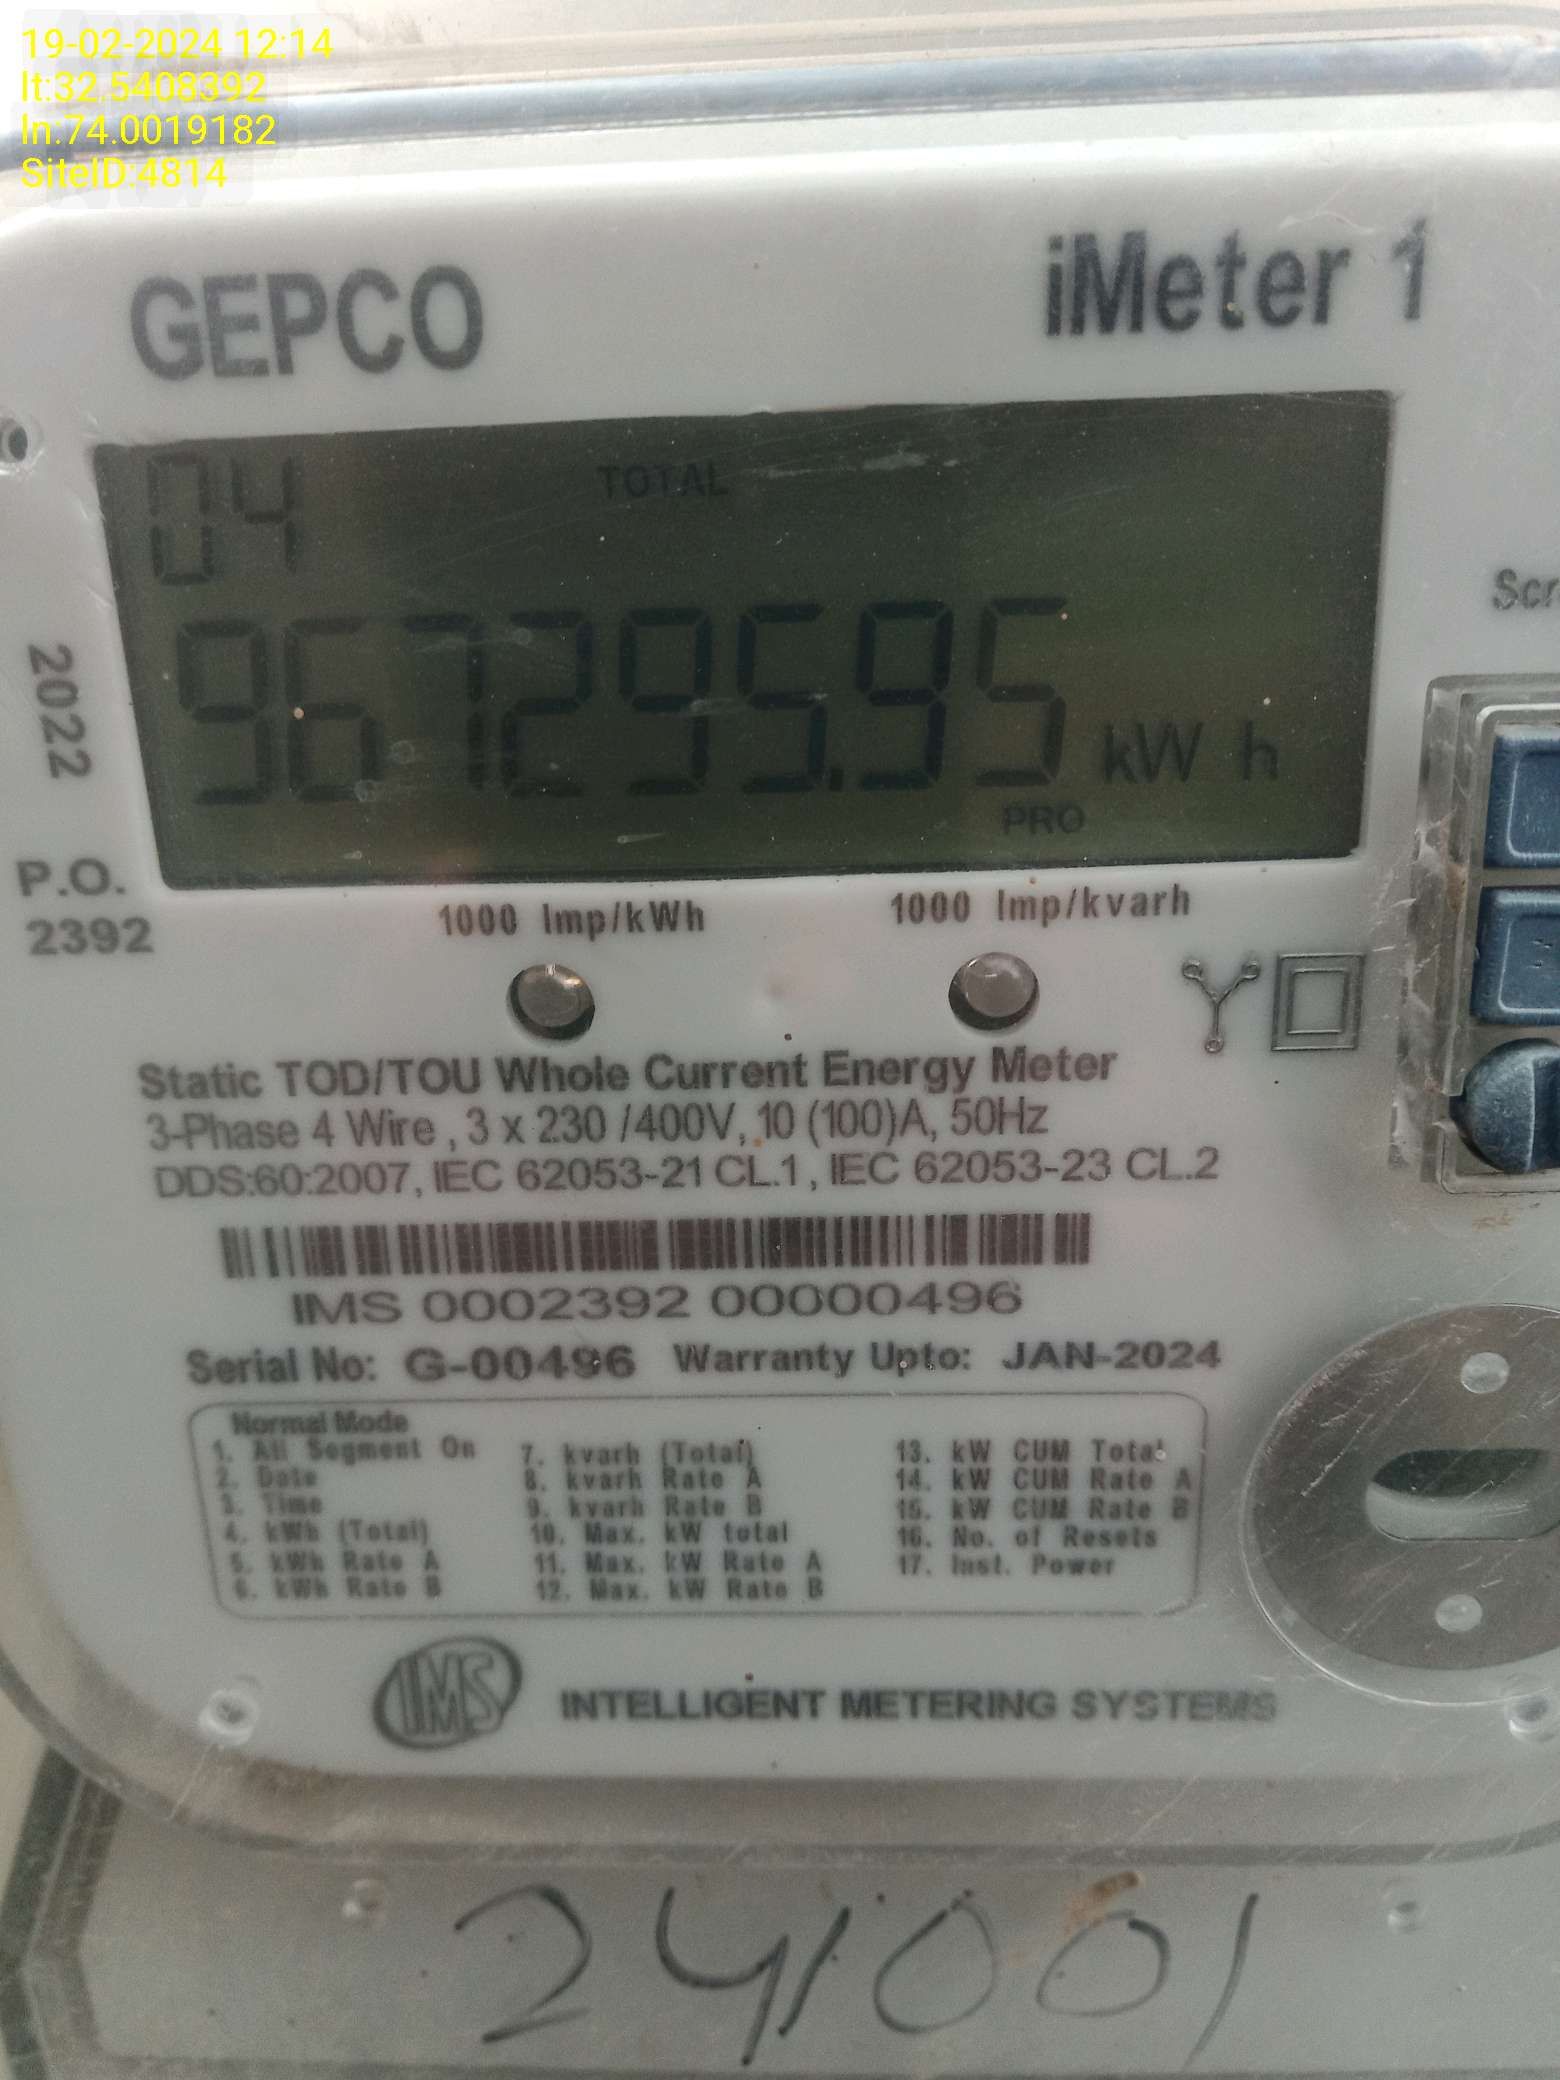 19-02-2024 12:14
lt:32.5408392
ln:74.0019182
SiteID:4814
GEPCO
iMeter 1
04
TOTAL
967295.95 kW h
PRO
Scr
2022
P.O.
2392
1000 Imp/kWh
1000 Imp/kvarh
Static TOD/TOU Whole Current Energy Meter
3-Phase 4 Wire , 3 x 230 /400V, 10 (100)A, 50Hz
DDS:60:2007, IEC 62053-21 CL.1 , IEC 62053-23 CL.2
IMS 0002392 00000496
Serial No: G-00496 Warranty Upto: JAN-2024
Normal Mode
1. All Segment On
2. Date
3. Time
4. kWh (Total)
5. kWh Rate A
6. kWh Rate B
7. kvarh (Total)
8. kvarh Rate A
9. kvarh Rate B
10. Max. kW total
11. Max. kW Rate A
12. Max. kW Rate B
13. kW CUM Total
14. kW CUM Rate A
15. kW CUM Rate B
16. No. of Resets
17. Inst. Power
IMS
INTELLIGENT METERING SYSTEMS
241001